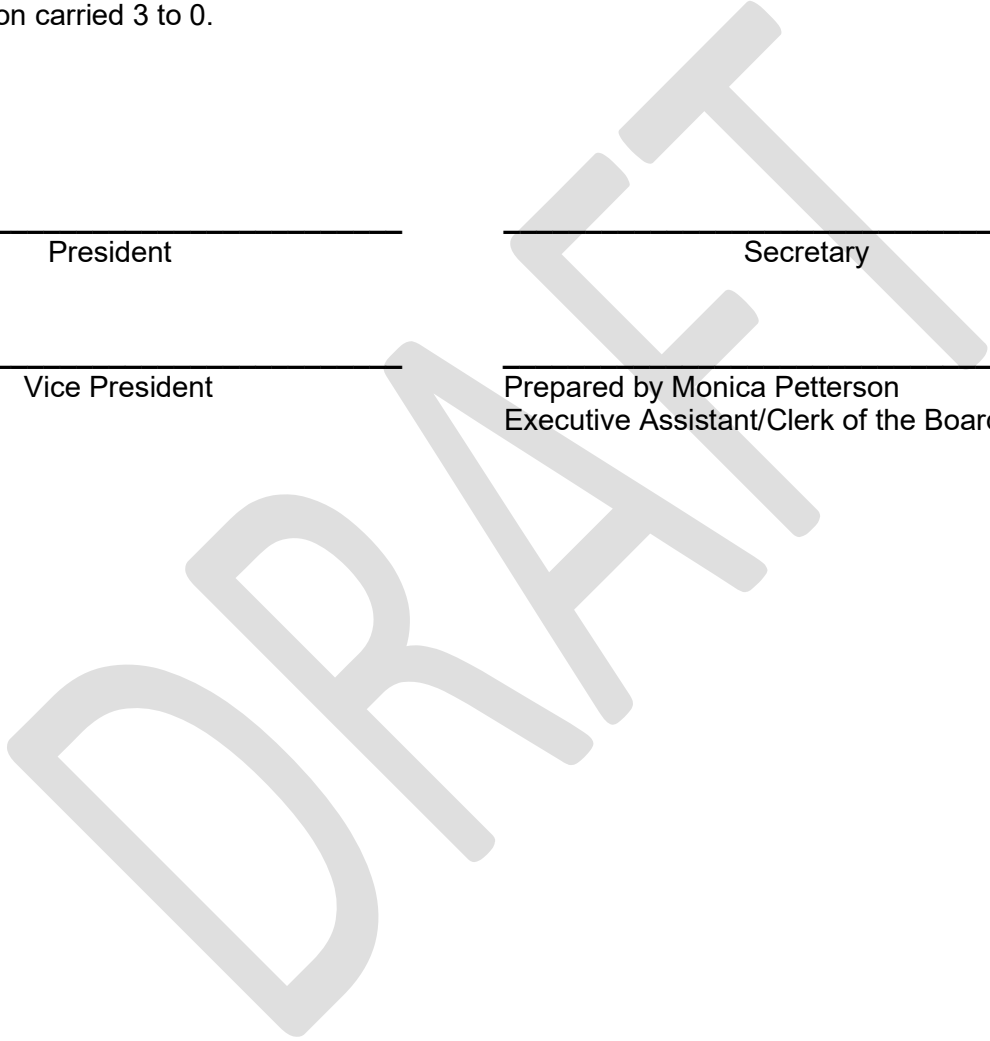 on carried 3 to 0.
President
Secretary
Vice President
Prepared by Monica Petterson
Executive Assistant/Clerk of the Boar
DRAFT